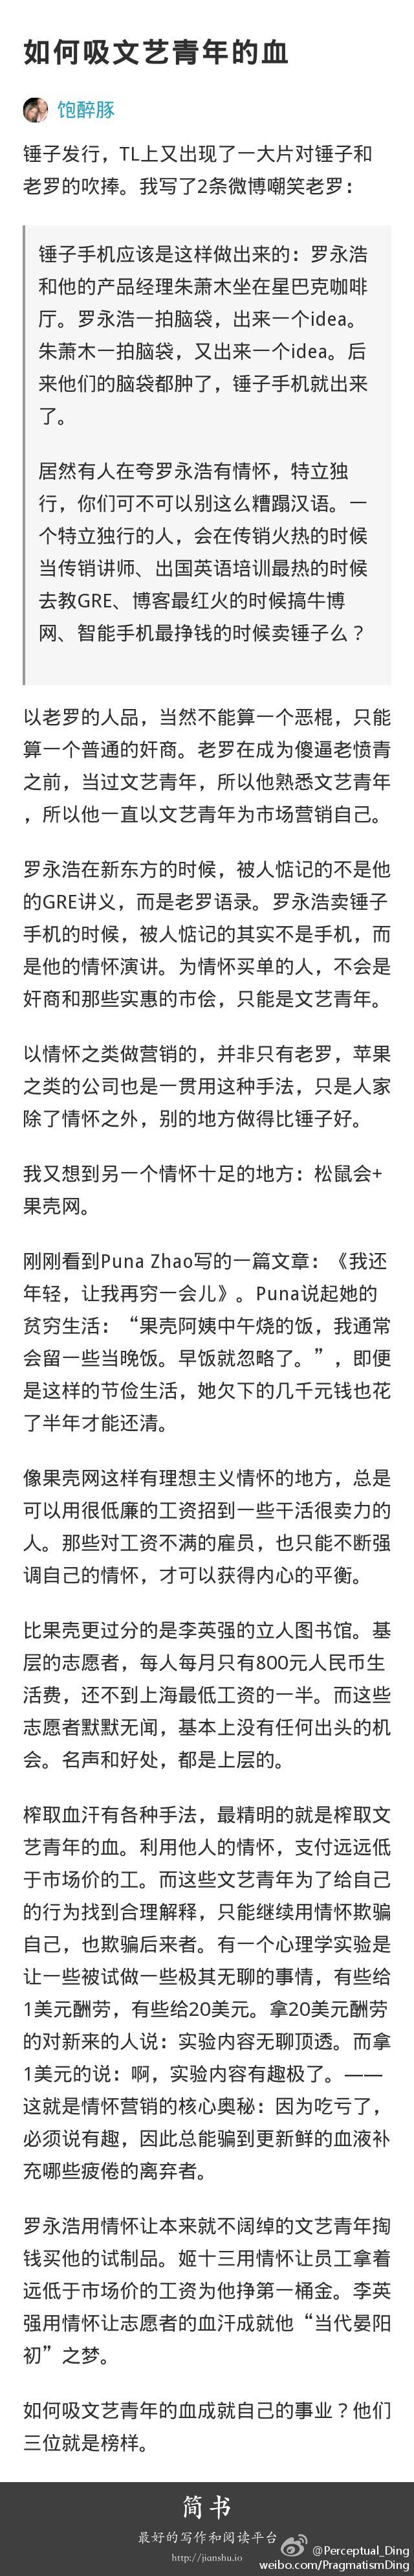 如何吸文艺青年的血
饱醉豚
锤子发行，TL上又出现了一大片对锤子和
老罗的吹捧。我写了2条微博嘲笑老罗：
锤子手机应该是这样做出来的：罗永浩
和他的产品经理朱萧木坐在星巴克咖啡
厅。罗永浩一拍脑袋，出来一个idea。
朱萧木一拍脑袋，又出来一个idea。后
来他们的脑袋都肿了，锤子手机就出来
了。
居然有人在夸罗永浩有情怀，特立独
行，你们可不可以别这么糟蹋汉语。一
个特立独行的人，会在传销火热的时候
当传销讲师、出国英语培训最热的时候
去教GRE、博客最红火的时候搞牛博
网、智能手机最挣钱的时候卖锤子么？
以老罗的人品，当然不能算一个恶棍，只能
算一个普通的奸商。老罗在成为傻逼老愤青
之前，当过文艺青年，所以他熟悉文艺青年
，所以他一直以文艺青年为市场营销自己。
罗永浩在新东方的时候，被人惦记的不是他
的GRE讲义，而是老罗语录。罗永浩卖锤子
手机的时候，被人惦记的其实不是手机，而
是他的情怀演讲。为情怀买单的人，不会是
奸商和那些实惠的市侩，只能是文艺青年。
以情怀之类做营销的，并非只有老罗，苹果
之类的公司也是一贯用这种手法，只是人家
除了情怀之外，别的地方做得比锤子好。
我又想到另一个情怀十足的地方：松鼠会+
果壳网。
刚刚看到Puna Zhao写的一篇文章：《我还
年轻，让我再穷一会儿》。Puna说起她的
贫穷生活：“果壳阿姨中午烧的饭，我通常
会留一些当晚饭。早饭就忽略了。”，即便
是这样的节俭生活，她欠下的几千元钱也花
了半年才能还清。
像果壳网这样有理想主义情怀的地方，总是
可以用很低廉的工资招到一些干活很卖力的
人。那些对工资不满的雇员，也只能不断强
调自己的情怀，才可以获得内心的平衡。
比果壳更过分的是李英强的立人图书馆。基
层的志愿者，每人每月只有800元人民币生
活费，还不到上海最低工资的一半。而这些
志愿者默默无闻，基本上没有任何出头的机
会。名声和好处，都是上层的。
榨取血汗有各种手法，最精明的就是榨取文
艺青年的血。利用他人的情怀，支付远远低
于市场价的工。而这些文艺青年为了给自己
的行为找到合理解释，只能继续用情怀欺骗
自己，也欺骗后来者。有一个心理学实验是
让一些被试做一些极其无聊的事情，有些给
1美元酬劳，有些给20美元。拿20美元酬劳
的对新来的人说：实验内容无聊顶透。而拿
1美元的说：啊，实验内容有趣极了。——
这就是情怀营销的核心奥秘：因为吃亏了，
必须说有趣，因此总能骗到更新鲜的血液补
充哪些疲倦的离弃者。
罗永浩用情怀让本来就不阔绰的文艺青年掏
钱买他的试制品。姬十三用情怀让员工拿着
远低于市场价的工资为他挣第一桶金。李英
强用情怀让志愿者的血汗成就他“当代晏阳
初”之梦。
如何吸文艺青年的血成就自己的事业？他们
三位就是榜样。
简书
最好的写作和阅读平台
http://jianshu.io
@Perceptual_Ding
weibo.com/PragmatismDing